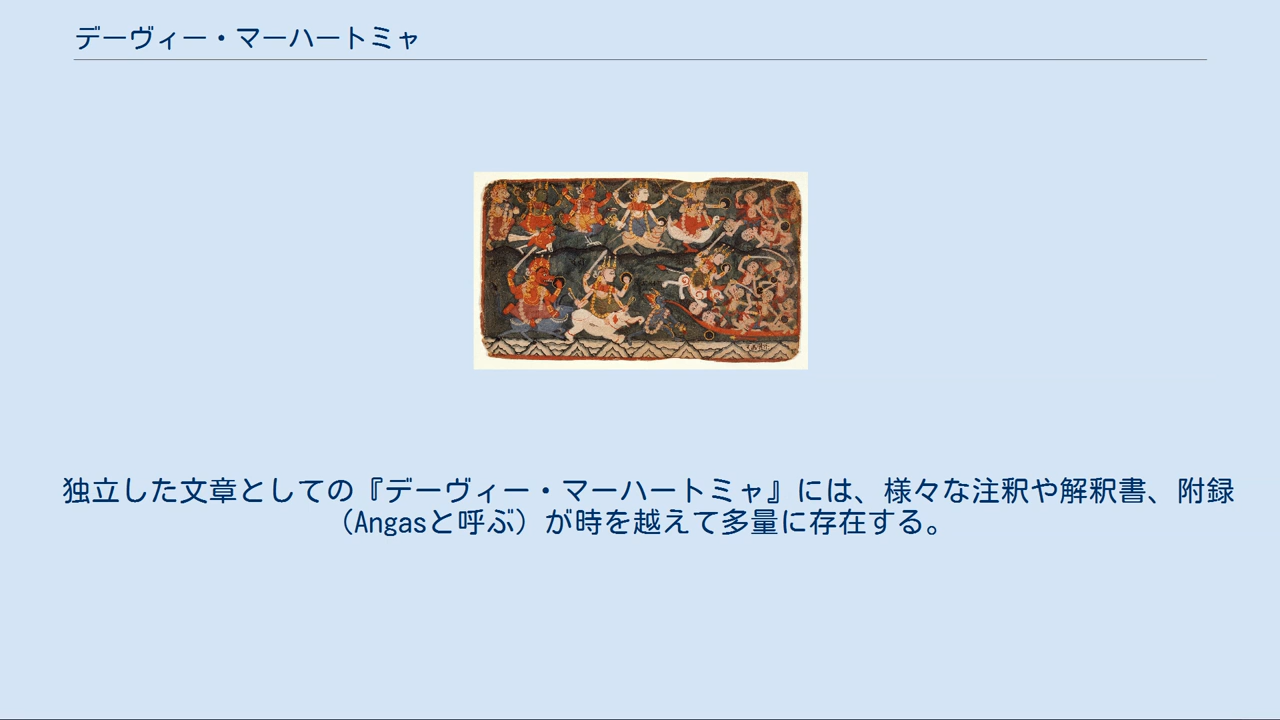 デーヴィー・マーハートミャ
独立した文章としての『デーヴィー・マーハートミャ』には、様々な注釈や解釈書、附録
（Angasと呼ぶ）が時を越えて多量に存在する。